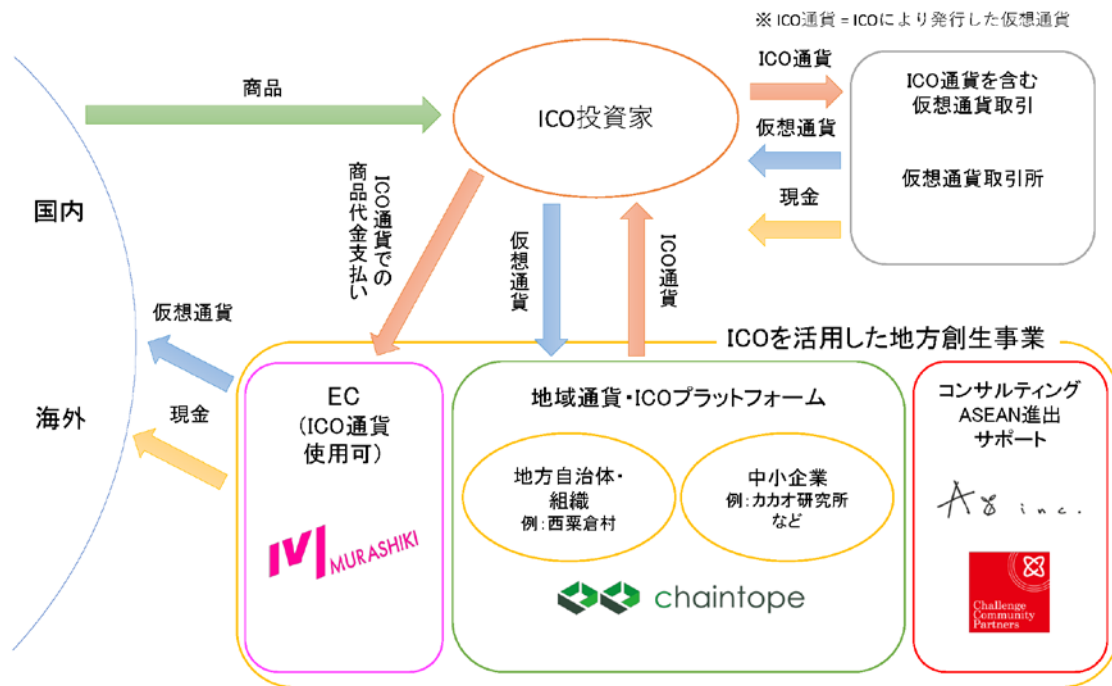 ※ ICO通貨 = ICOにより発行した仮想通貨
商品
ICO投資家
ICO通貨
仮想通貨
現金
ICO通貨を含む
仮想通貨取引
仮想通貨取引所
国内
海外
ICO通貨での
商品代金支払い
仮想通貨
ICO通貨
仮想通貨
現金
ICOを活用した地方創生事業
EC
(ICO通貨
使用可)
MURASHIKI
地域通貨・ICOプラットフォーム
地方自治体・
組織
例：西粟倉村
中小企業
例：カカオ研究所
など
chaintope
コンサルティング
ASEAN進出
サポート
inc.
Challenge
Community
Partners